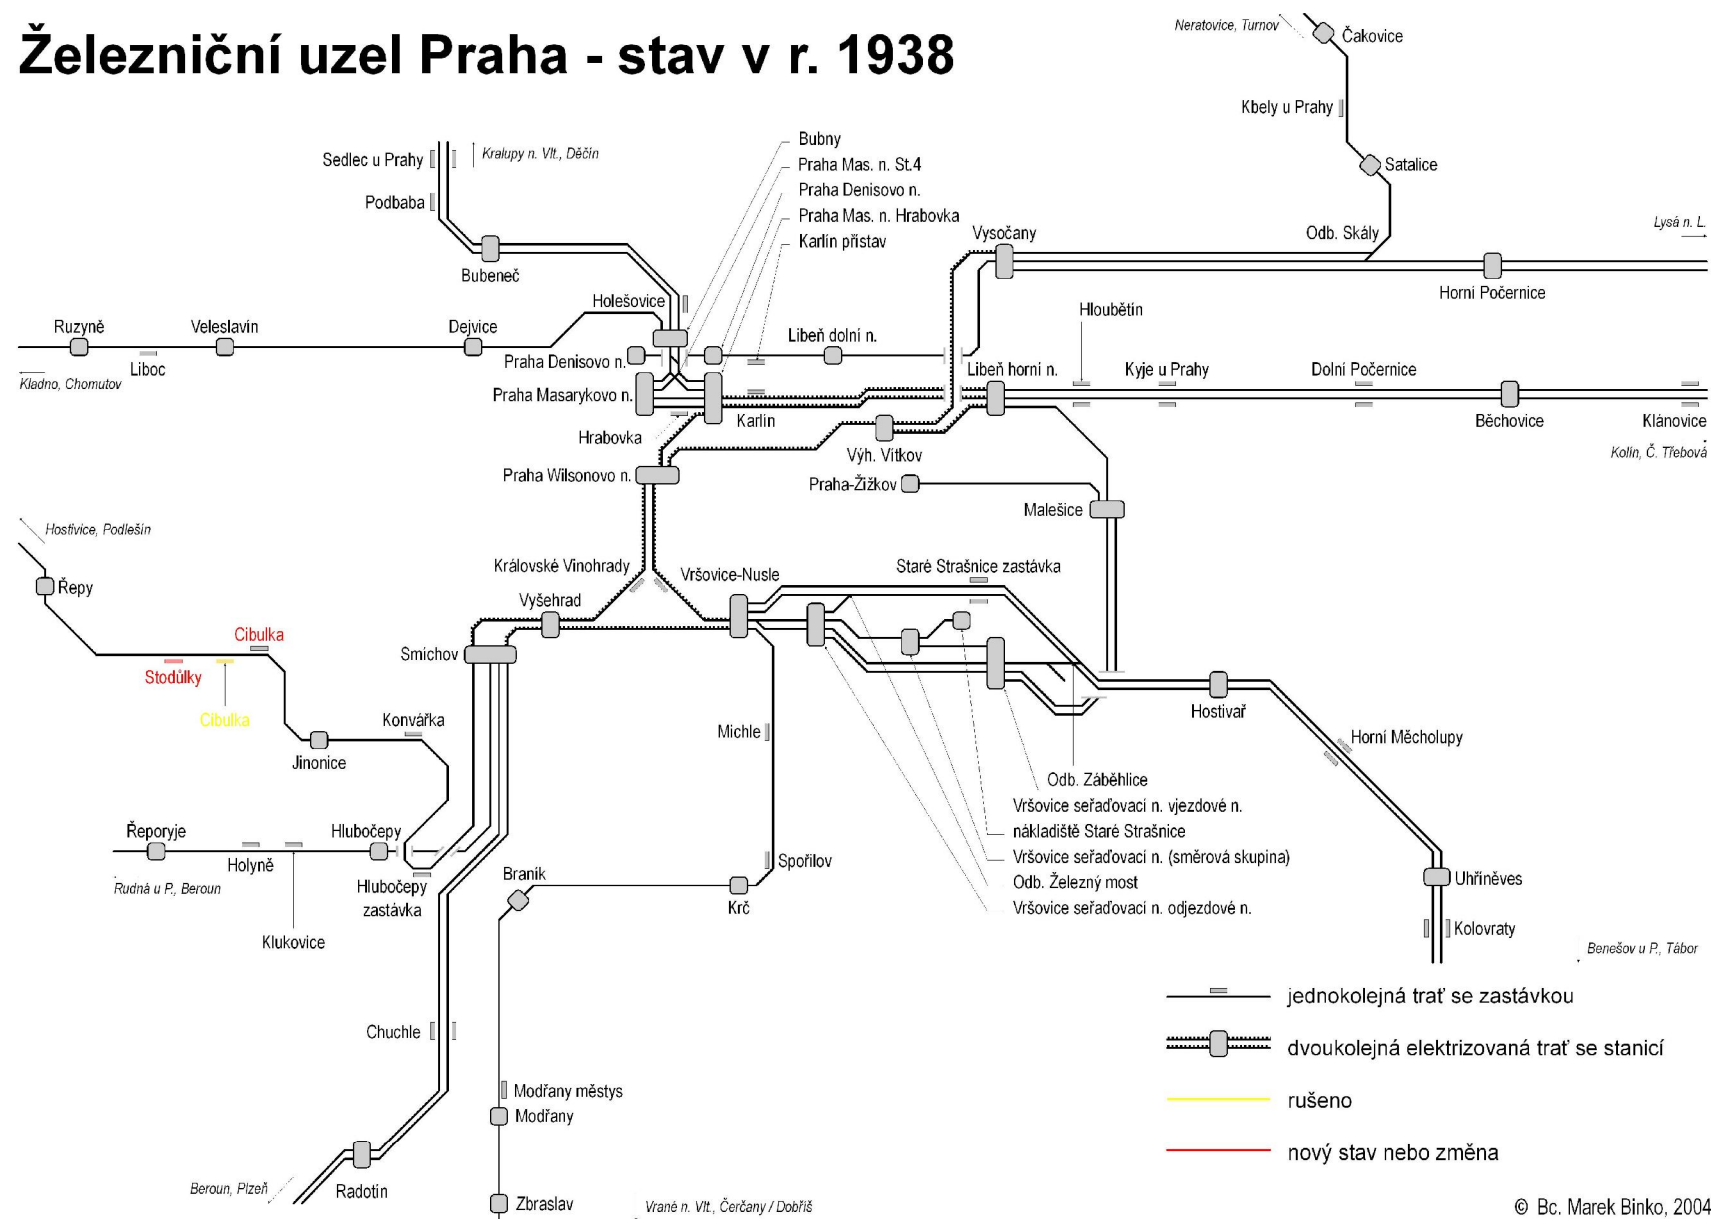 Železniční uzel Praha - stav v r. 1938
Neratovice, Turnov
Čakovice
Kbely u Prahy
Satalice
Lysá n. L.
Odb. Skály
Vysočany
Horní Počernice
Bubny
Praha Mas. n. St.4
Praha Denisovo n.
Praha Mas. n. Hrabovka
Karlín přístav
Sedlec u Prahy
Kralupy n. Vlt., Děčín
Podbaba
Bubeneč
Holešovice
Ruzyně
Veleslavín
Dejvice
Liboc
Kladno, Chomutov
Praha Denisovo n.
Libeň dolní n.
Hloubětín
Praha Masarykovo n.
Karlín
Libeň horní n.
Kyje u Prahy
Dolní Počernice
Běchovice
Klánovice
Kolín, Č. Třebová
Hrabovka
Výh. Vítkov
Praha Wilsonovo n.
Praha-Žižkov
Malešice
Hostivice, Podlešín
Řepy
Královské Vinohrady
Vršovice-Nusle
Staré Strašnice zastávka
Vyšehrad
Cibulka
Smíchov
Stodůlky
Cibulka
Konvářka
Jinonice
Michle
Hostivař
Horní Měcholupy
Odb. Záběhlice
Vršovice seřaďovací n. vjezdové n.
nákladiště Staré Strašnice
Vršovice seřaďovací n. (směrová skupina)
Odb. Železný most
Vršovice seřaďovací n. odjezdové n.
Řeporyje
Hlubočepy
Holyně
Rudná u P., Beroun
Hlubočepy
zastávka
Klukovice
Braník
Krč
Spořilov
Uhříněves
Kolovraty
Benešov u P., Tábor
Chuchle
Modřany městys
Modřany
Radotín
Beroun, Plzeň
Zbraslav
Vrané n. Vlt., Čerčany / Dobříš
jednokolejná trať se zastávkou
dvoukolejná elektrizovaná trať se stanicí
rušeno
nový stav nebo změna
© Bc. Marek Binko, 2004